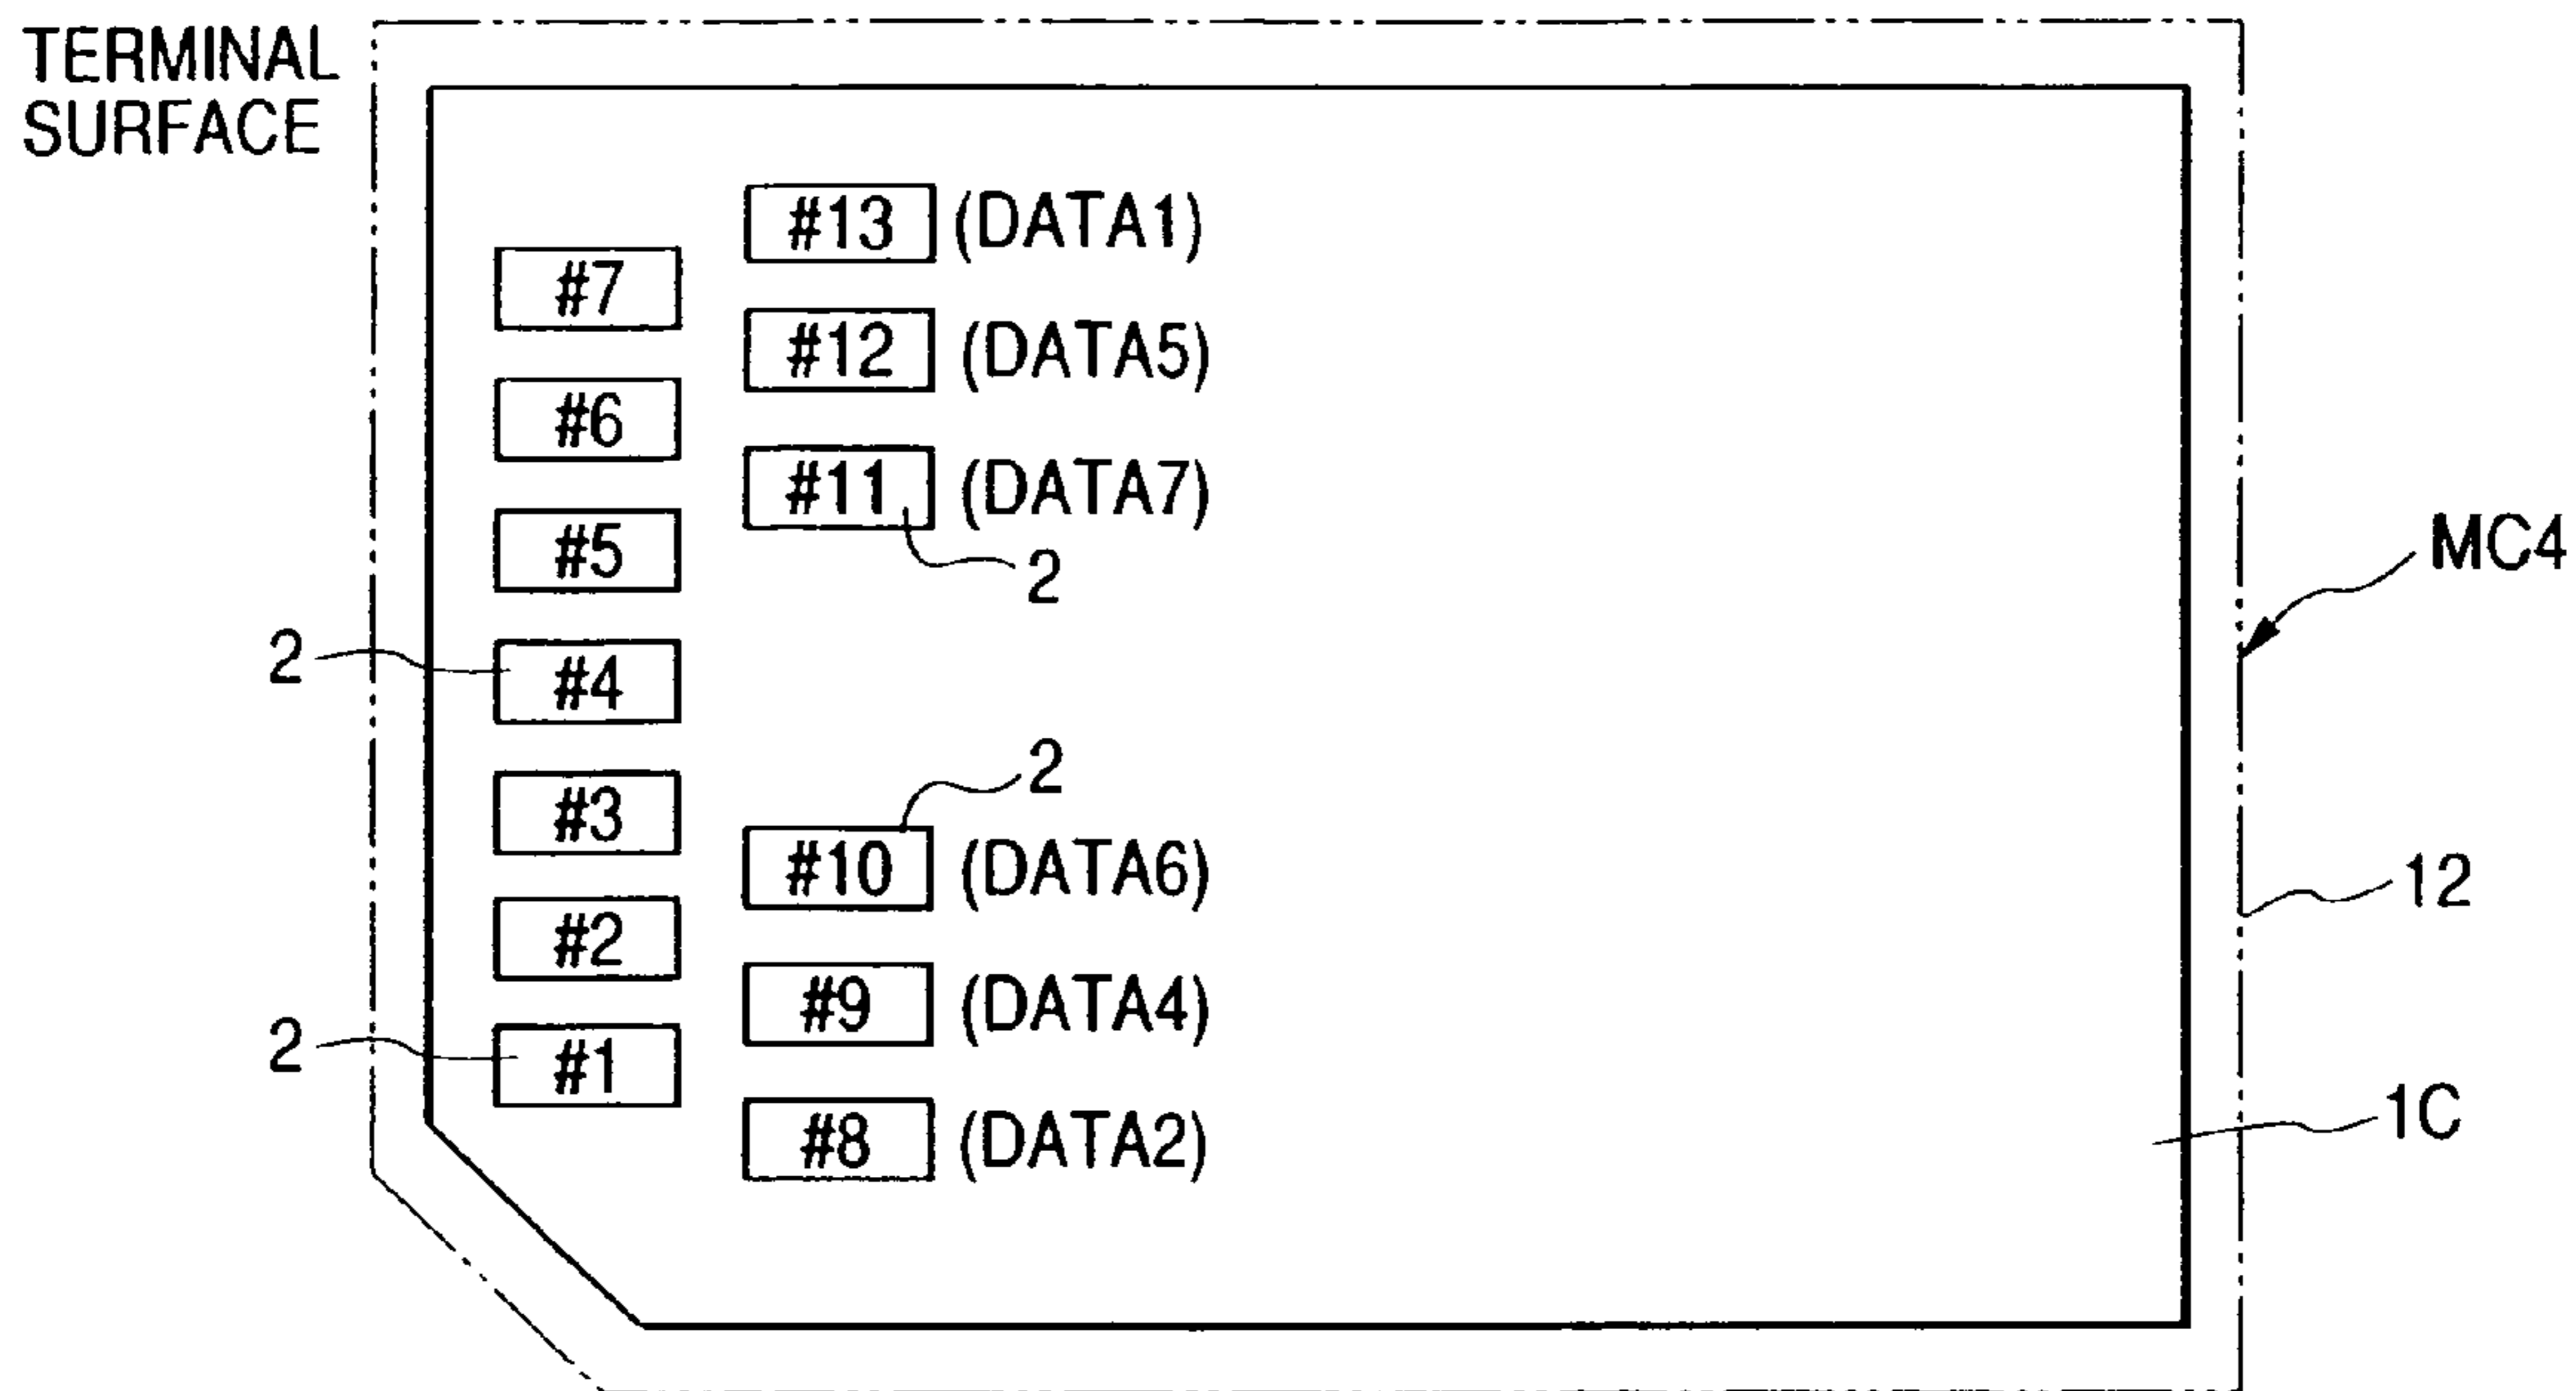 TERMINAL
SURFACE
#13 (DATA1)
#7
#12 (DATA5)
#6
#11 (DATA7)
MC4
#5
2
2 #4
2
#3
#10 (DATA6)
12
#2
#9 (DATA4)
2 #1
1C
#8 (DATA2)